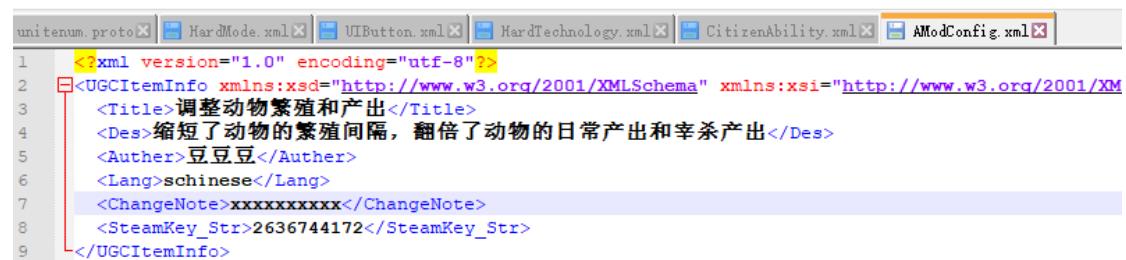 unitenum.proto HardMode.xml UIButton.xml HardTechnology.xml CitizenAbility.xml AModConfig.xml
1 <?xml version="1.0" encoding="utf-8"?>
2 <UGCItemInfo xmlns:xsd="http://www.w3.org/2001/XMLSchema" xmlns:xsi="http://www.w3.org/2001/XM
3 <Title>调整动物繁殖和产出</Title>
4 <Des>缩短了动物的繁殖间隔，翻倍了动物的日常产出和宰杀产出</Des>
5 <Auther>豆豆豆</Auther>
6 <Lang>schinese</Lang>
7 <ChangeNote>xxxxxxxxxx</ChangeNote>
8 <SteamKey_Str>2636744172</SteamKey_Str>
9 </UGCItemInfo>